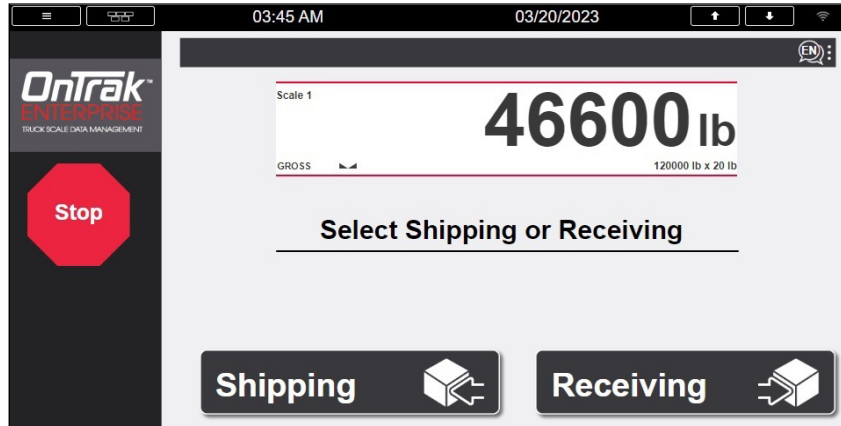 03:45 AM 03/20/2023
EN
OnTrāk™
ENTERPRISE
TRUCK SCALE DATA MANAGEMENT
Scale 1
46600 lb
GROSS 120000 lb x 20 lb
Stop
Select Shipping or Receiving
Shipping Receiving